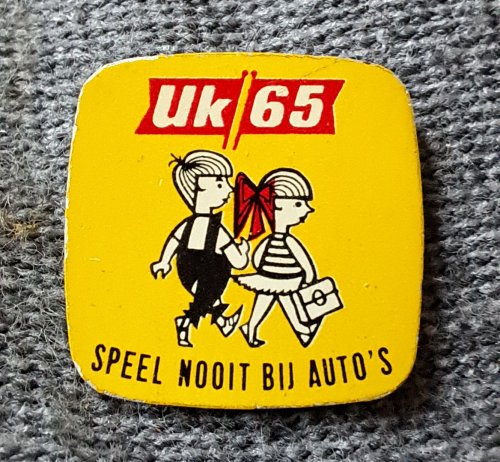 Uk 65
SPEEL NOOIT BIJ AUTO'S